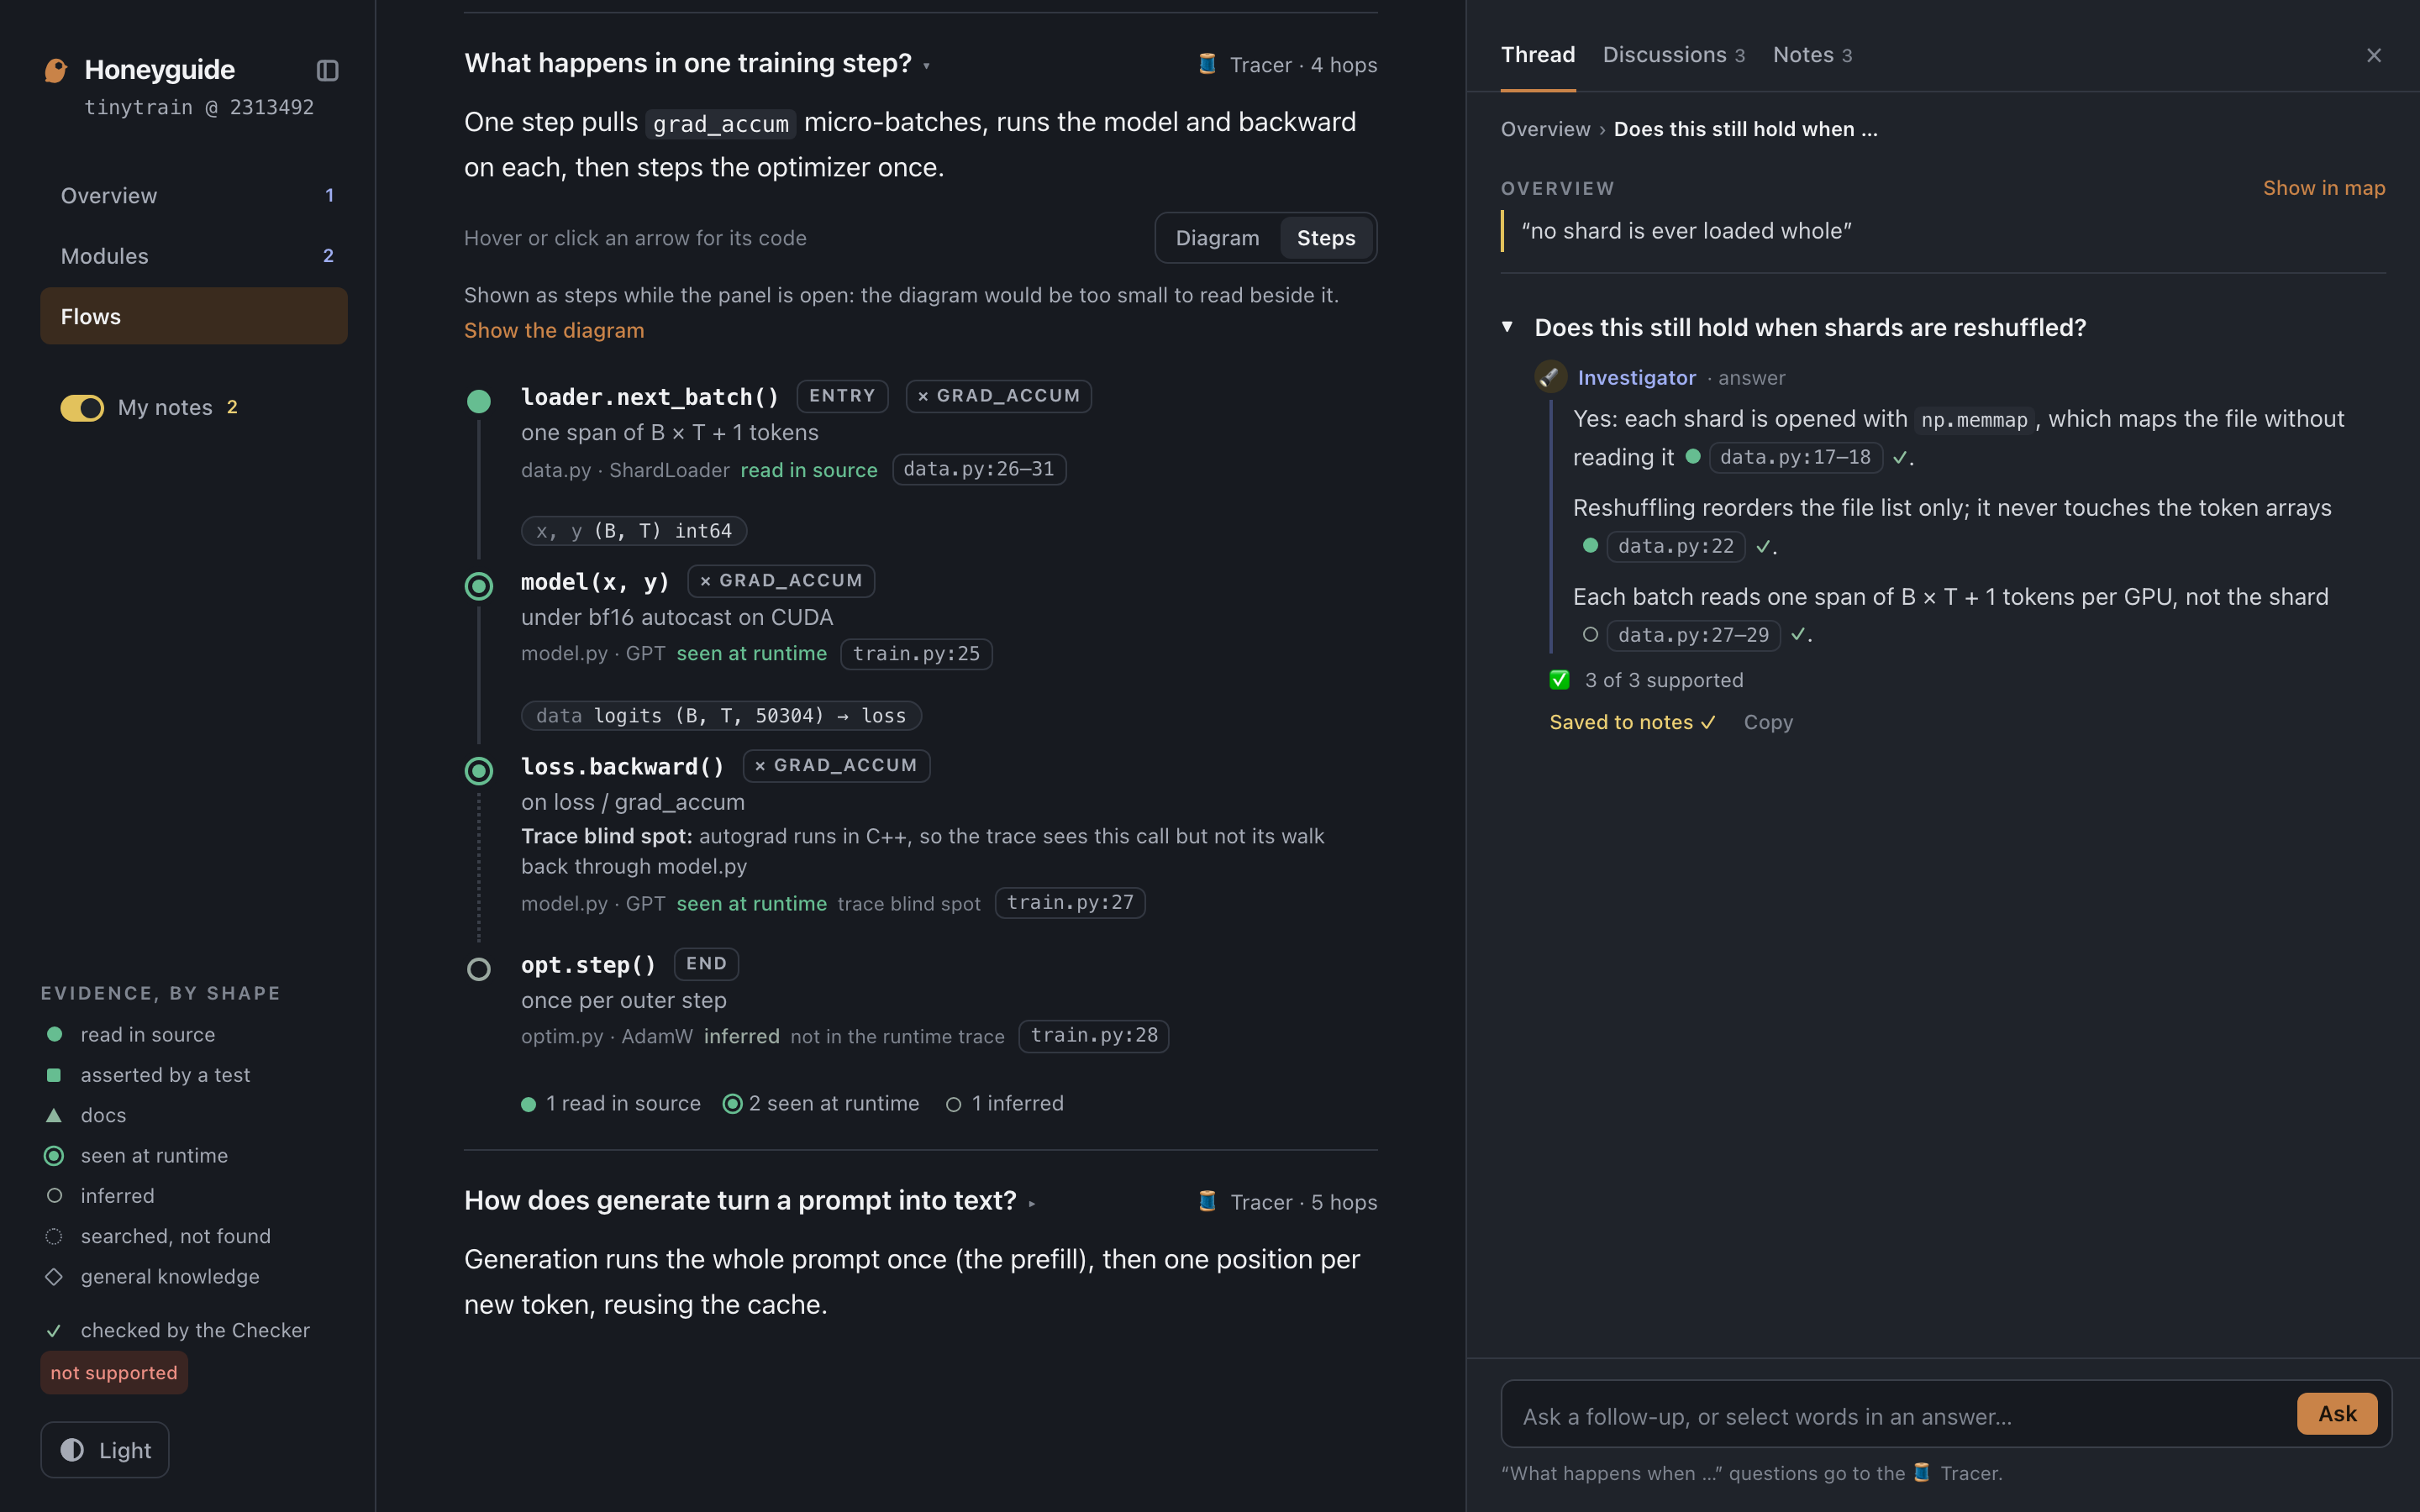 Honeyguide
tinytrain @ 2313492
Overview 1
Modules 2
Flows
My notes 2
EVIDENCE, BY SHAPE
read in source
asserted by a test
docs
seen at runtime
inferred
searched, not found
general knowledge
checked by the Checker
not supported
Light
What happens in one training step?
Tracer · 4 hops
One step pulls grad_accum micro-batches, runs the model and backward
on each, then steps the optimizer once.
Hover or click an arrow for its code
Diagram Steps
Shown as steps while the panel is open: the diagram would be too small to read beside it.
Show the diagram
loader.next_batch() ENTRY × GRAD_ACCUM
one span of B × T + 1 tokens
data.py · ShardLoader read in source data.py:26–31
x, y (B, T) int64
model(x, y) × GRAD_ACCUM
under bf16 autocast on CUDA
model.py · GPT seen at runtime train.py:25
data logits (B, T, 50304) → loss
loss.backward() × GRAD_ACCUM
on loss / grad_accum
Trace blind spot: autograd runs in C++, so the trace sees this call but not its walk
back through model.py
model.py · GPT seen at runtime trace blind spot train.py:27
opt.step() END
once per outer step
optim.py · AdamW inferred not in the runtime trace train.py:28
1 read in source 2 seen at runtime 1 inferred
How does generate turn a prompt into text?
Tracer · 5 hops
Generation runs the whole prompt once (the prefill), then one position per
new token, reusing the cache.
Thread Discussions 3 Notes 3 ×
Overview › Does this still hold when ...
OVERVIEW Show in map
“no shard is ever loaded whole”
Does this still hold when shards are reshuffled?
Investigator · answer
Yes: each shard is opened with np.memmap, which maps the file without
reading it data.py:17–18 ✓.
Reshuffling reorders the file list only; it never touches the token arrays
data.py:22 ✓.
Each batch reads one span of B × T + 1 tokens per GPU, not the shard
data.py:27–29 ✓.
3 of 3 supported
Saved to notes ✓ Copy
Ask a follow-up, or select words in an answer...
Ask
“What happens when ...” questions go to the Tracer.